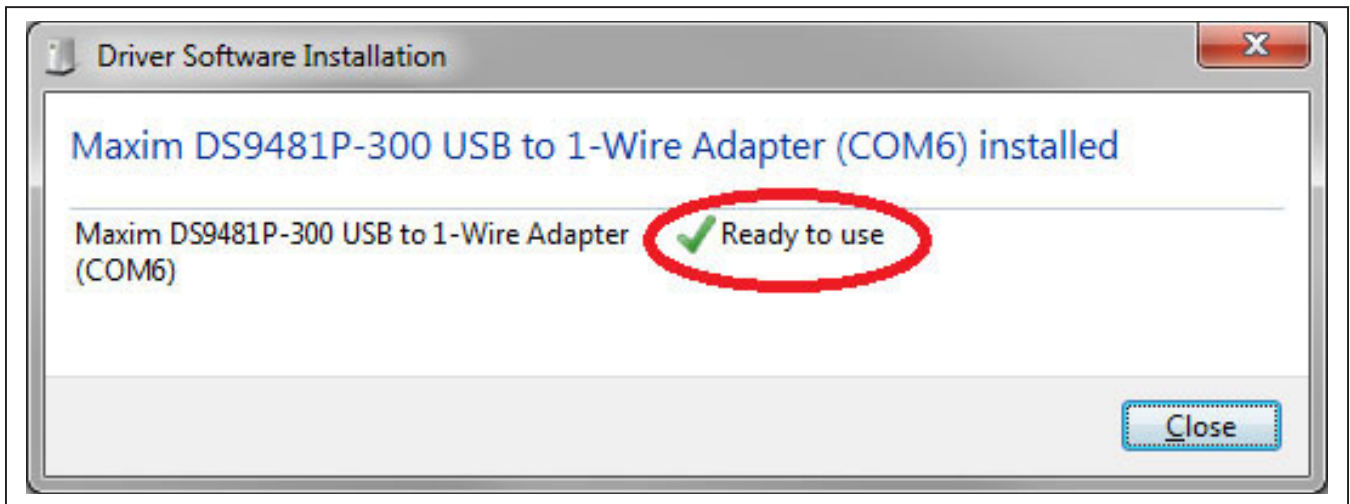 Driver Software Installation
Maxim DS9481P-300 USB to 1-Wire Adapter (COM6) installed
Maxim DS9481P-300 USB to 1-Wire Adapter
(COM6)
Ready to use
Close